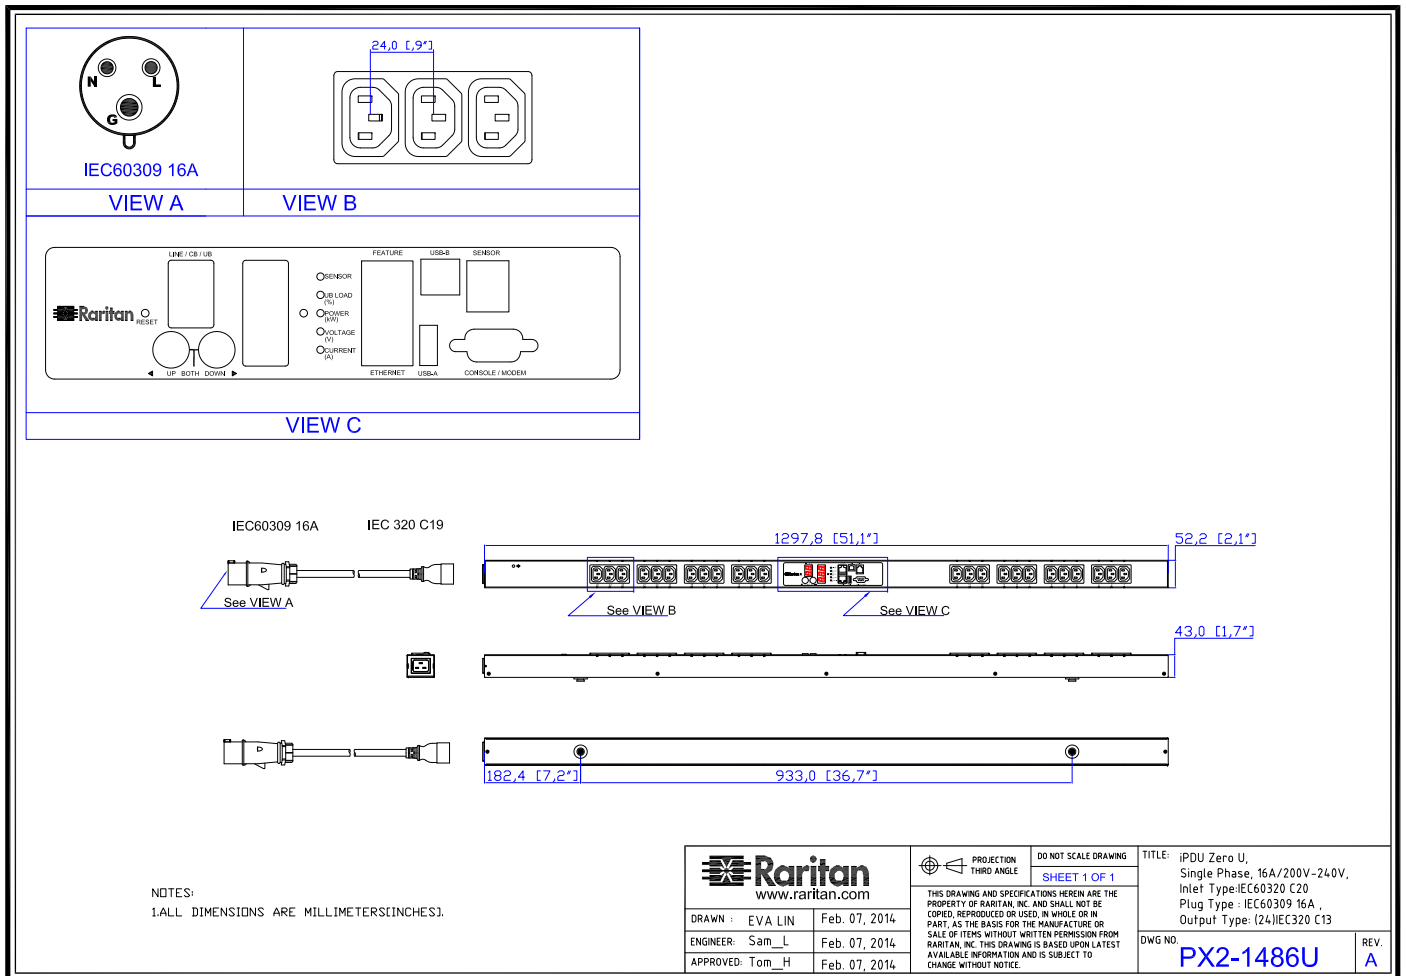 24,0 [,9"]
N
L
G
IEC60309 16A
VIEW A
VIEW B
LINE / CB / UB
FEATURE
USB-B
SENSOR
SENSOR
UB LOAD
(%)
Raritan
RESET
POWER
(kW)
VOLTAGE
(V)
CURRENT
(A)
UP BOTH DOWN
ETHERNET
USB-A
CONSOLE / MODEM
VIEW C
IEC60309 16A
IEC 320 C19
1297,8 [51,1"]
52,2 [2,1"]
See VIEW A
See VIEW B
See VIEW C
43,0 [1,7"]
182,4 [7,2"]
933,0 [36,7"]
NOTES:
1.ALL DIMENSIONS ARE MILLIMETERS[INCHES].
Raritan
www.raritan.com
DRAWN : EVA LIN Feb. 07, 2014
ENGINEER: Sam_L Feb. 07, 2014
APPROVED: Tom_H Feb. 07, 2014
PROJECTION
THIRD ANGLE
DO NOT SCALE DRAWING
SHEET 1 OF 1
THIS DRAWING AND SPECIFICATIONS HEREIN ARE THE
PROPERTY OF RARITAN, INC. AND SHALL NOT BE
COPIED, REPRODUCED OR USED, IN WHOLE OR IN
PART, AS THE BASIS FOR THE MANUFACTURE OR
SALE OF ITEMS WITHOUT WRITTEN PERMISSION FROM
RARITAN, INC. THIS DRAWING IS BASED UPON LATEST
AVAILABLE INFORMATION AND IS SUBJECT TO
CHANGE WITHOUT NOTICE.
TITLE: iPDU Zero U,
Single Phase, 16A/200V-240V,
Inlet Type:IEC60320 C20
Plug Type : IEC60309 16A ,
Output Type: (24)IEC320 C13
DWG NO. PX2-1486U
REV.
A